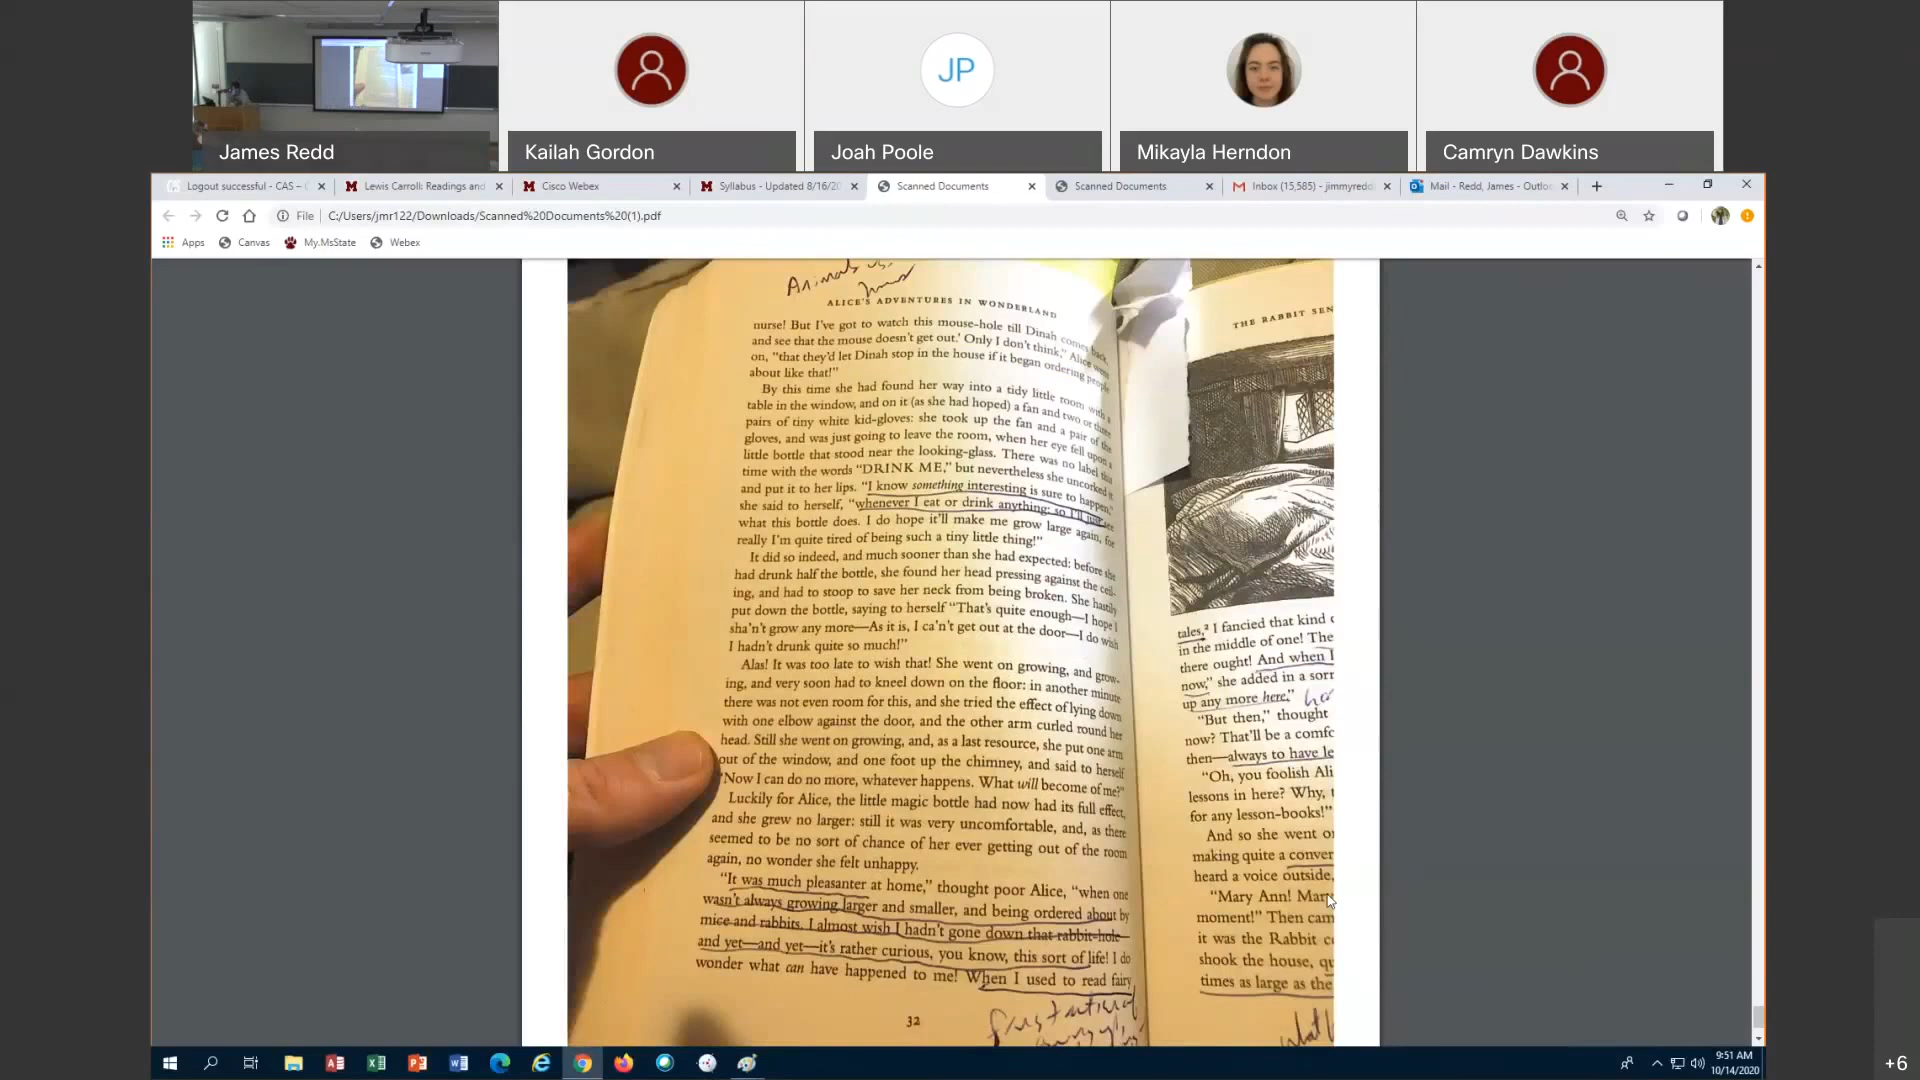 JP
James Redd
Kailah Gordon
Joah Poole
Mikayla Herndon
Camryn Dawkins
Logout successful - CAS –
Lewis Carroll: Readings and
Cisco Webex
Syllabus - Updated 8/16/20
Scanned Documents
Scanned Documents
Inbox (15,585) - jimmyredd
Mail - Redd, James - Outlo
File
C:/Users/jmr122/Downloads/Scanned%20Documents%20(1).pdf
Apps
Canvas
My.MsState
Webex
Animals vs.
ALICE'S ADVENTURES IN WONDERLAND
nurse! But I've got to watch this mouse-hole till Dinah comes back,
and see that the mouse doesn't get out.' Only I don't think," Alice went
on, "that they'd let Dinah stop in the house if it began ordering people
about like that!"
By this time she had found her way into a tidy little room with a
table in the window, and on it (as she had hoped) a fan and two or three
pairs of tiny white kid-gloves: she took up the fan and a pair of the
gloves, and was just going to leave the room, when her eye fell upon a
little bottle that stood near the looking-glass. There was no label this
time with the words "DRINK ME," but nevertheless she uncorked it
and put it to her lips. "I know something interesting is sure to happen,"
she said to herself, "whenever I eat or drink anything: so I'll just see
what this bottle does. I do hope it'll make me grow large again, for
really I'm quite tired of being such a tiny little thing!"
It did so indeed, and much sooner than she had expected: before she
had drunk half the bottle, she found her head pressing against the ceil-
ing, and had to stoop to save her neck from being broken. She hastily
put down the bottle, saying to herself "That's quite enough—I hope I
sha'n't grow any more—As it is, I ca'n't get out at the door—I do wish
I hadn't drunk quite so much!"
Alas! It was too late to wish that! She went on growing, and grow-
ing, and very soon had to kneel down on the floor: in another minute
there was not even room for this, and she tried the effect of lying down
with one elbow against the door, and the other arm curled round her
head. Still she went on growing, and, as a last resource, she put one arm
out of the window, and one foot up the chimney, and said to herself
"Now I can do no more, whatever happens. What will become of me?"
Luckily for Alice, the little magic bottle had now had its full effect,
and she grew no larger: still it was very uncomfortable, and, as there
seemed to be no sort of chance of her ever getting out of the room
again, no wonder she felt unhappy.
"It was much pleasanter at home," thought poor Alice, "when one
wasn't always growing larger and smaller, and being ordered about by
mice and rabbits. I almost wish I hadn't gone down that rabbit-hole—
and yet—and yet—it's rather curious, you know, this sort of life! I do
wonder what can have happened to me! When I used to read fairy
32
THE RABBIT SEN
tales,² I fancied that kind
in the middle of one! The
there ought! And when I
now," she added in a sorr
up any more here."
"But then," thought
now? That'll be a comfo
then—always to have le
"Oh, you foolish Ali
lessons in here? Why,
for any lesson-books!"
And so she went o
making quite a conver
heard a voice outside,
"Mary Ann! Mary
moment!" Then cam
it was the Rabbit c
shook the house, qu
times as large as the
what
9:51 AM
10/14/2020
+6